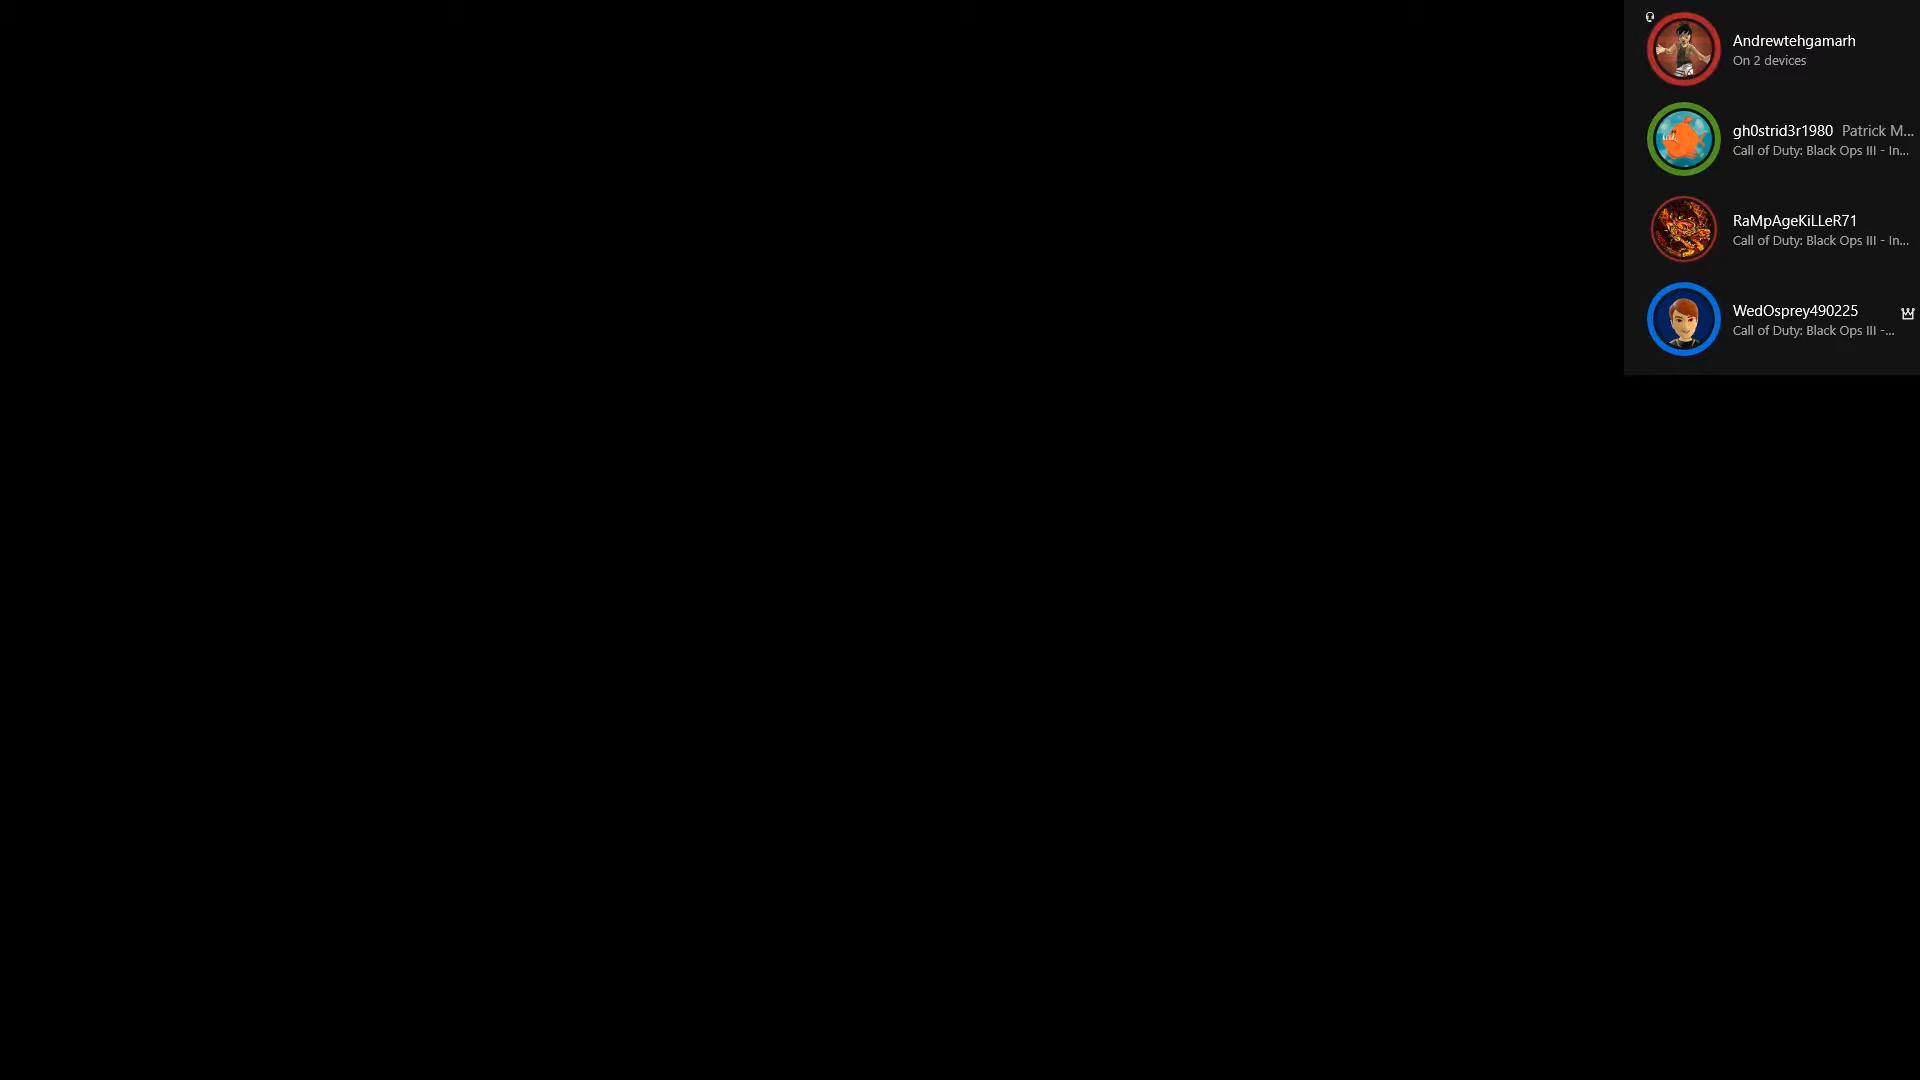 Andrewtehgamarh
On 2 devices
gh0strid3r1980 Patrick M...
Call of Duty: Black Ops III - In...
RaMpAgeKiLLeR71
Call of Duty: Black Ops III - In...
WedOsprey490225
Call of Duty: Black Ops III -...